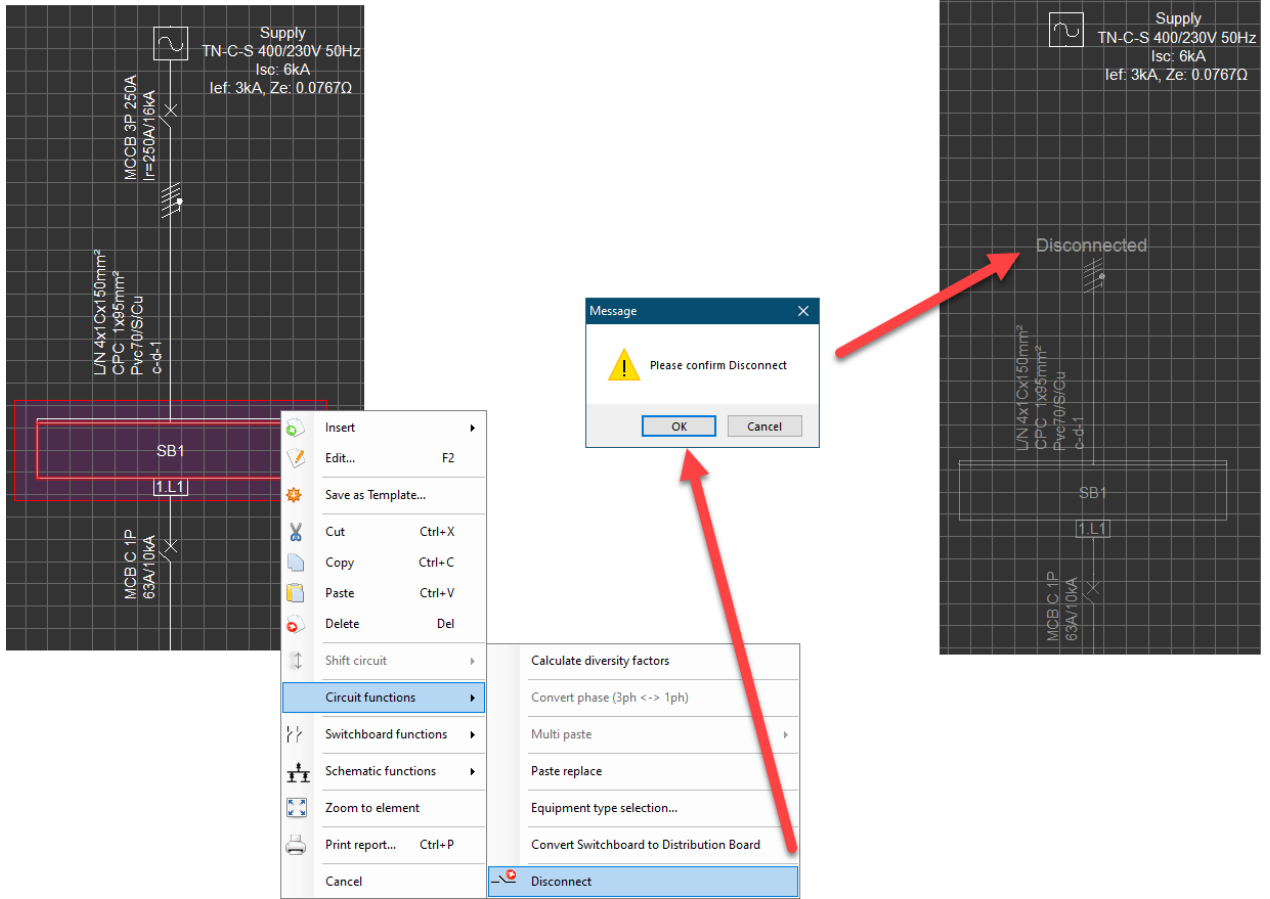 Supply
TN-C-S 400/230V 50Hz
Isc: 6kA
Ief: 3kA, Ze: 0.0767Ω
MCCB 3P 250A
Ir=250A/16kA
L/N 4x1Cx150mm²
CPC 1x95mm²
Pvc70/S/Cu
c-d-1
SB1
1.L1
MCB C 1P
63A/10kA
Insert
Edit... F2
Save as Template...
Cut Ctrl+X
Copy Ctrl+C
Paste Ctrl+V
Delete Del
Shift circuit
Circuit functions
Switchboard functions
Schematic functions
Zoom to element
Print report... Ctrl+P
Cancel
Calculate diversity factors
Convert phase (3ph <-> 1ph)
Multi paste
Paste replace
Equipment type selection...
Convert Switchboard to Distribution Board
Disconnect
Message
Please confirm Disconnect
OK Cancel
Supply
TN-C-S 400/230V 50Hz
Isc: 6kA
Ief: 3kA, Ze: 0.0767Ω
Disconnected
L/N 4x1Cx150mm²
CPC 1x95mm²
Pvc70/S/Cu
c-d-1
SB1
1.L1
MCB C 1P
63A/10kA